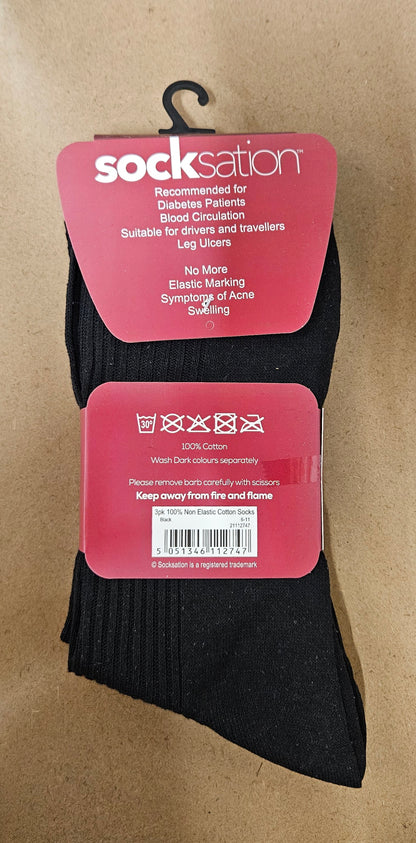 socksation™
Recommended for
Diabetes Patients
Blood Circulation
Suitable for drivers and travellers
Leg Ulcers
No More
Elastic Marking
Symptoms of Acne
Swelling
30°
100% Cotton
Wash Dark colours separately
Please remove barb carefully with scissors
Keep away from fire and flame
3pk 100% Non Elastic Cotton Socks
Black 6-11
21112747
5 051346 112747
© Socksation is a registered trademark